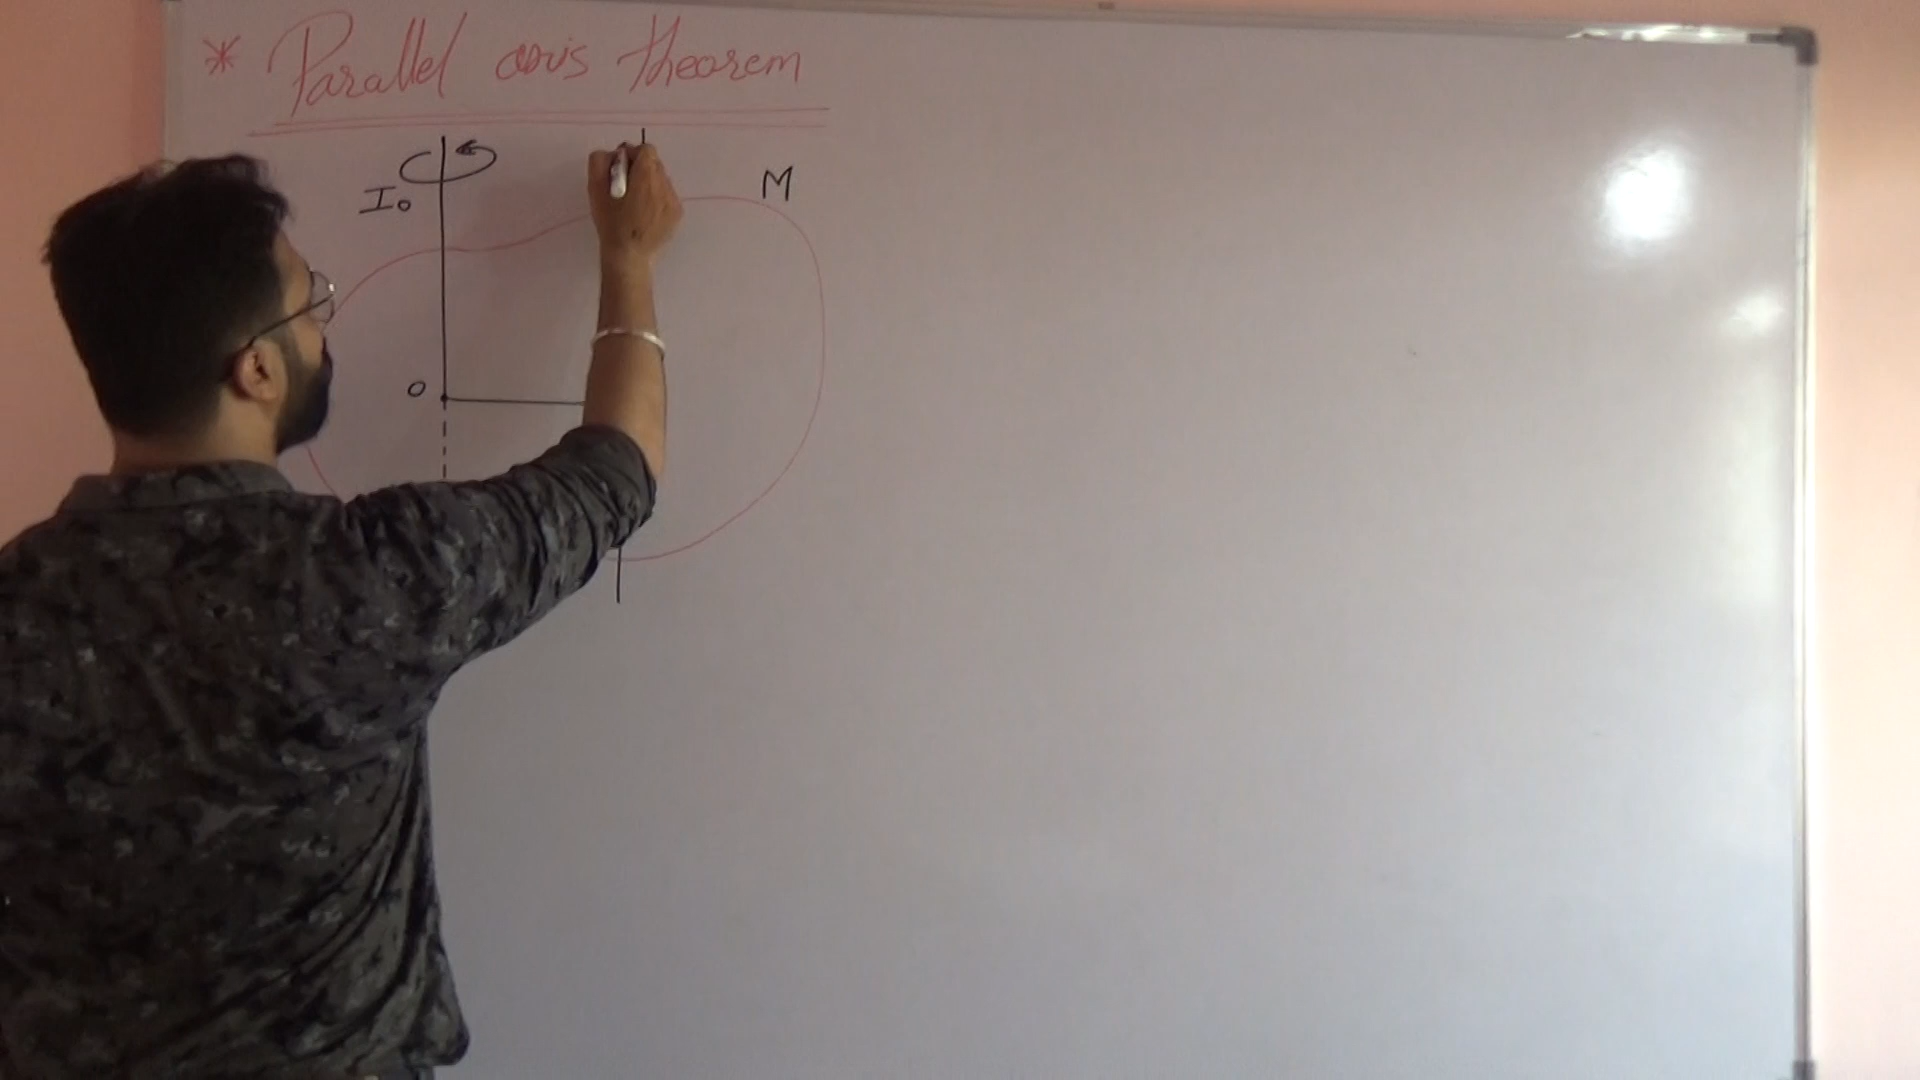 * Parallel axis theorem
M
I₀
O